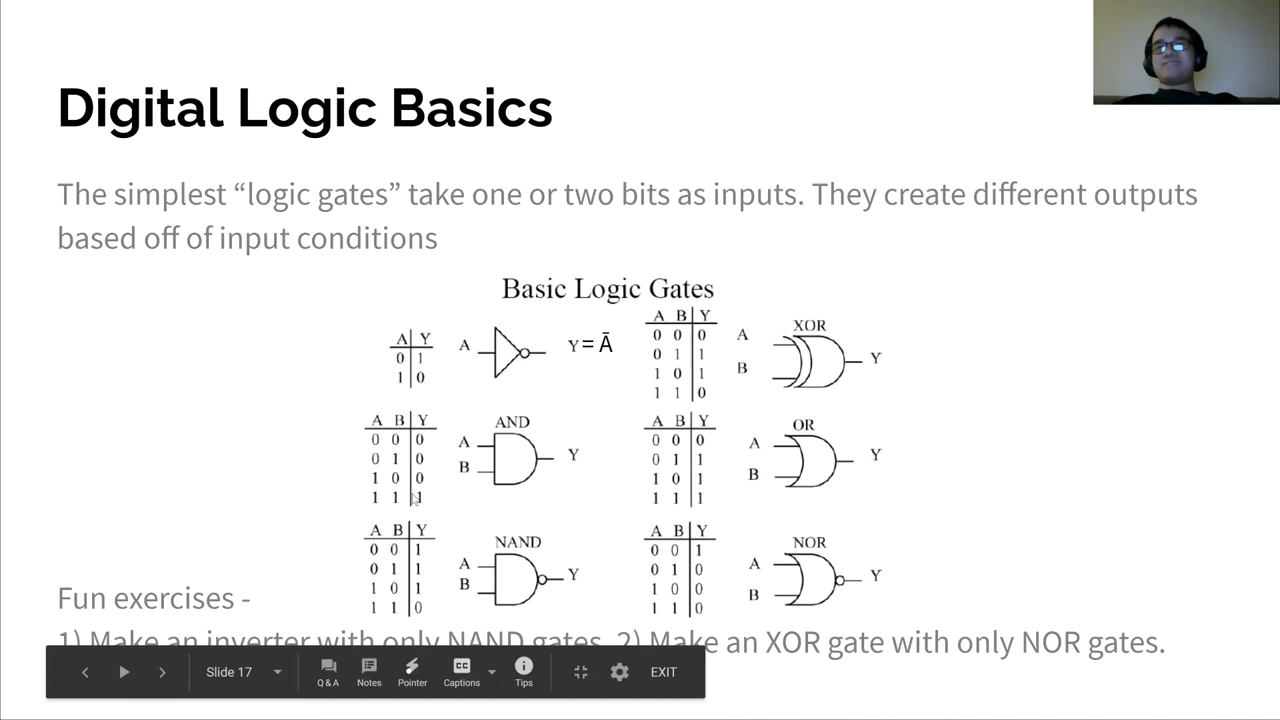 Digital Logic Basics
The simplest “logic gates” take one or two bits as inputs. They create different outputs
based off of input conditions
Basic Logic Gates
A Y
0 1
1 0
A
Y = Ā
A B Y
0 0 0
0 1 1
1 0 1
1 1 0
XOR
A
B
Y
A B Y
0 0 0
0 1 0
1 0 0
1 1 1
AND
A
B
Y
A B Y
0 0 0
0 1 1
1 0 1
1 1 1
OR
A
B
Y
A B Y
0 0 1
0 1 1
1 0 1
1 1 0
NAND
A
B
Y
A B Y
0 0 1
0 1 0
1 0 0
1 1 0
NOR
A
B
Y
Fun exercises -
1) Make an inverter with only NAND gates. 2) Make an XOR gate with only NOR gates.
Slide 17
Q & A
Notes
Pointer
CC
Captions
Tips
EXIT